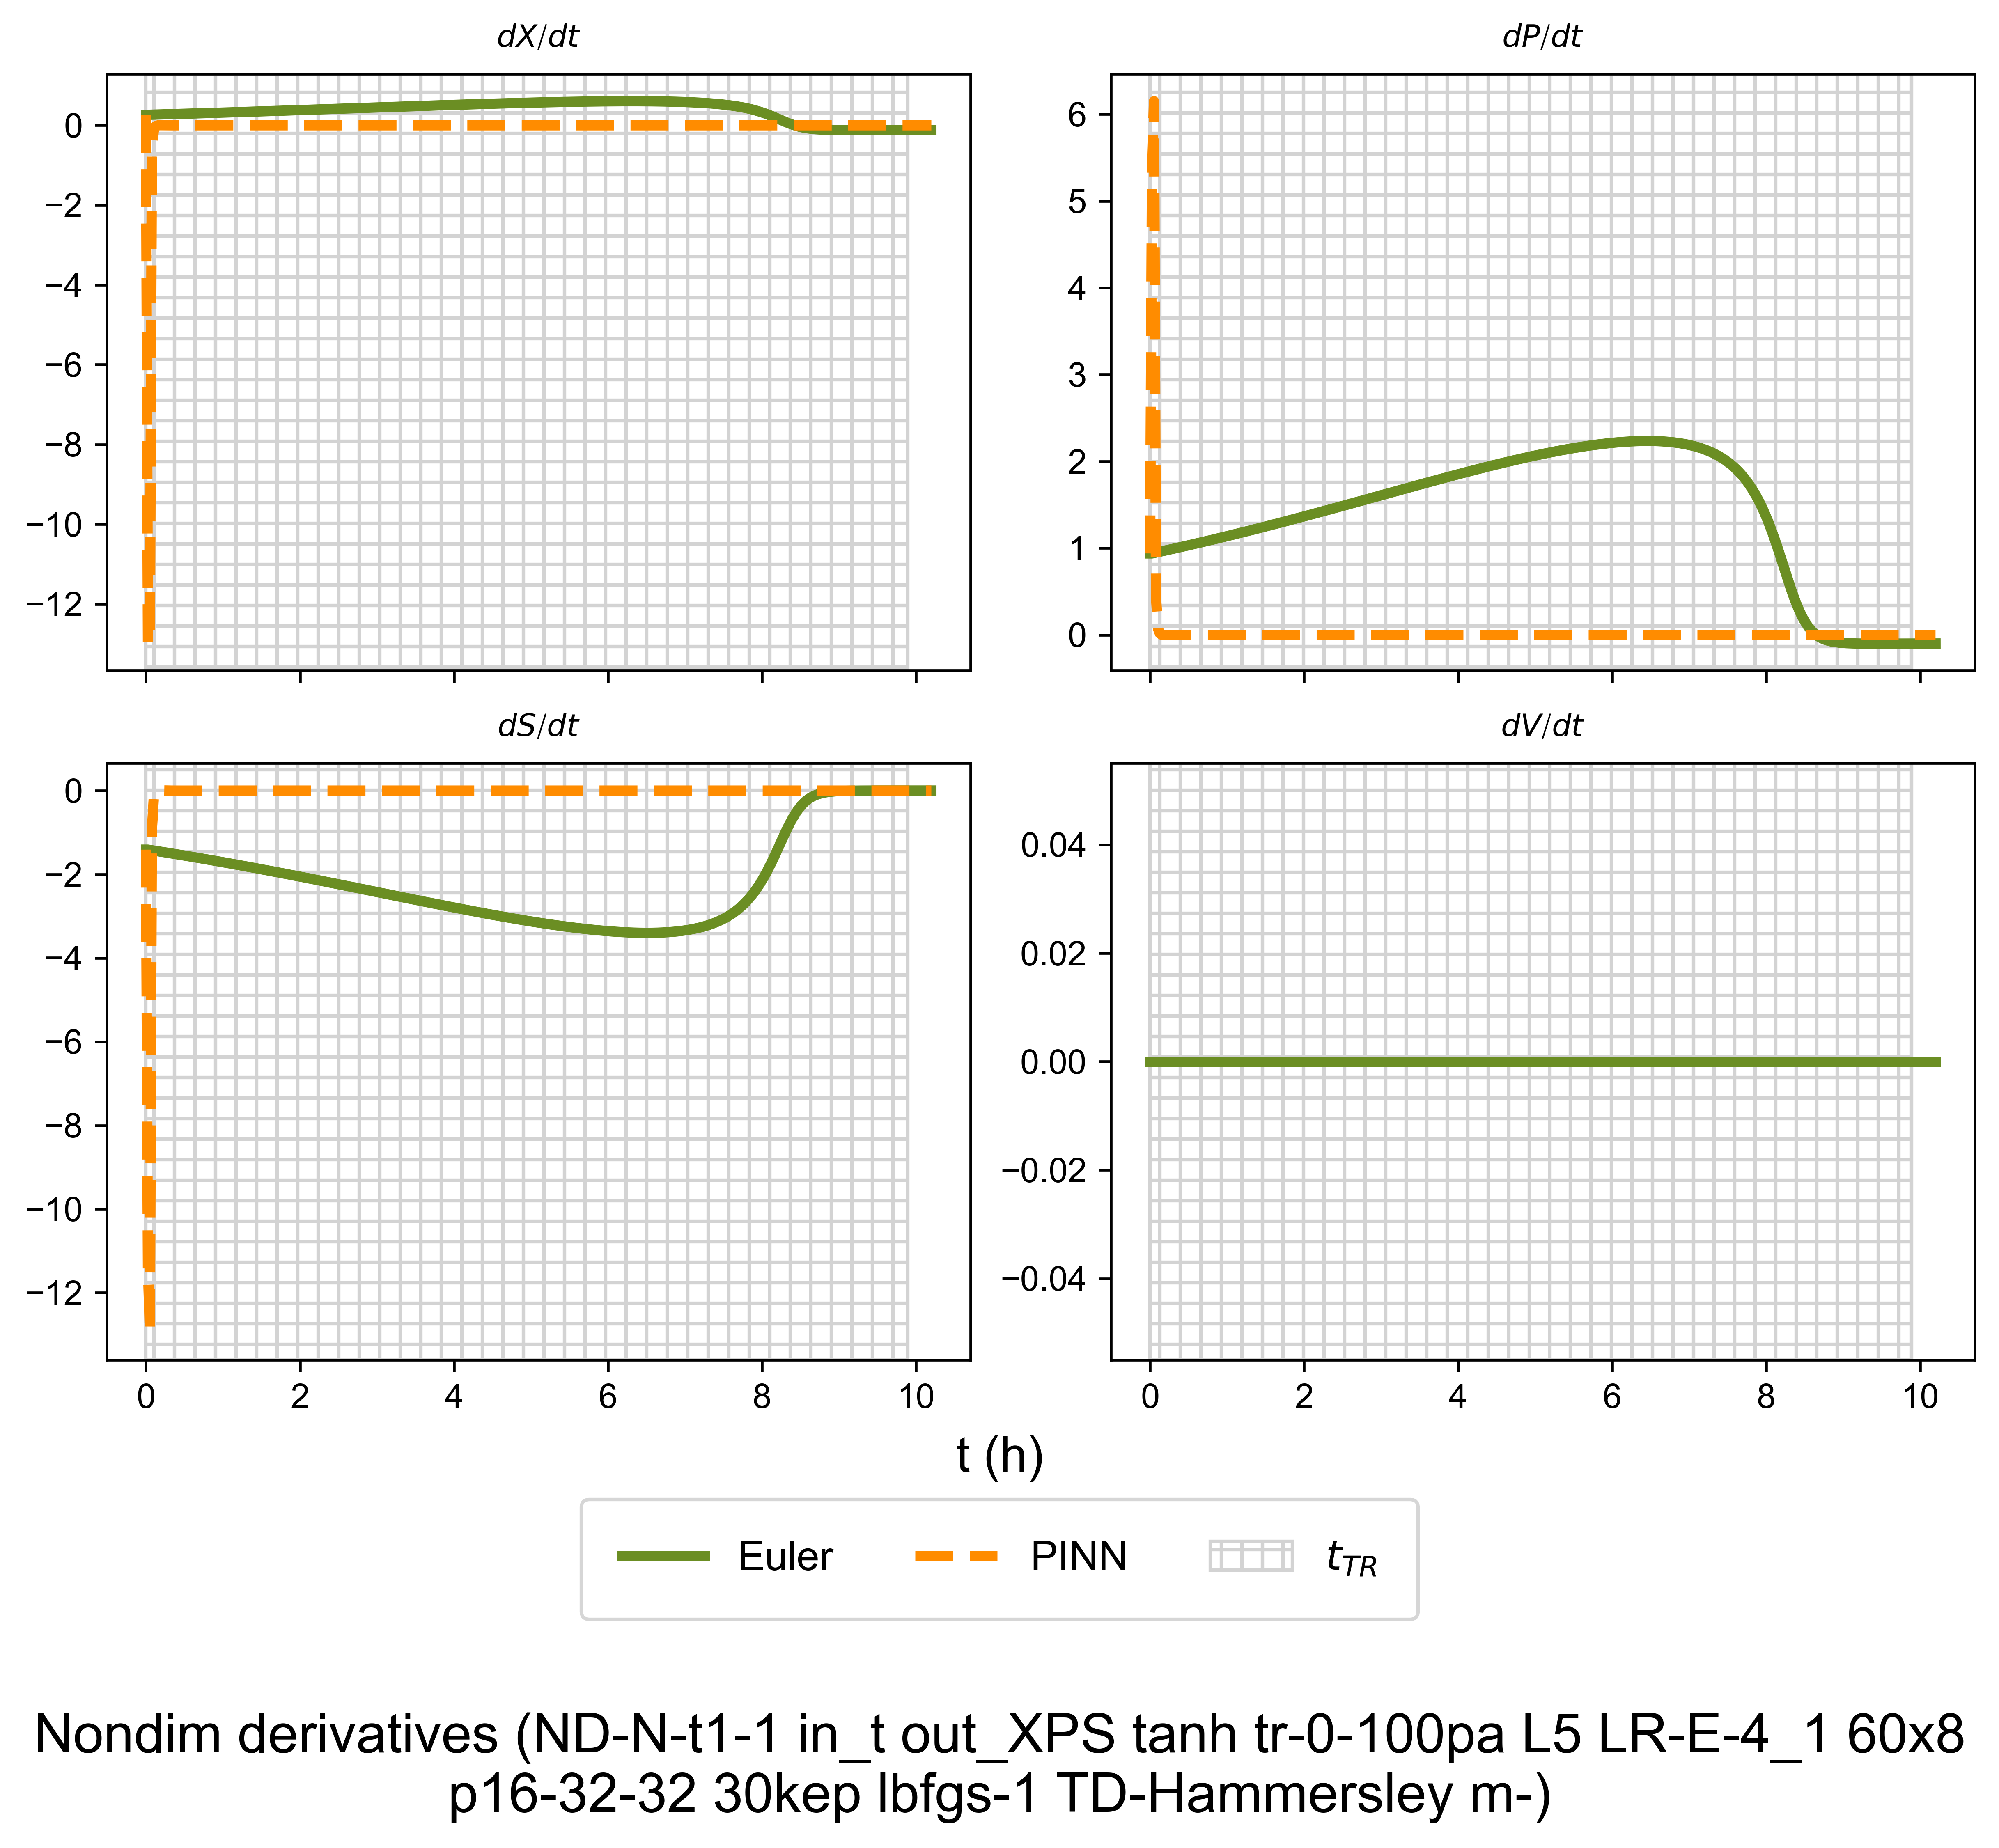 dX/dt
dP/dt
0
−2
−4
−6
−8
−10
−12
6
5
4
3
2
1
0
dS/dt
dV/dt
0
−2
−4
−6
−8
−10
−12
0.04
0.02
0.00
−0.02
−0.04
0 2 4 6 8 10
0 2 4 6 8 10
t (h)
Euler PINN t_TR
Nondim derivatives (ND-N-t1-1 in_t out_XPS tanh tr-0-100pa L5 LR-E-4_1 60x8
p16-32-32 30kep lbfgs-1 TD-Hammersley m-)